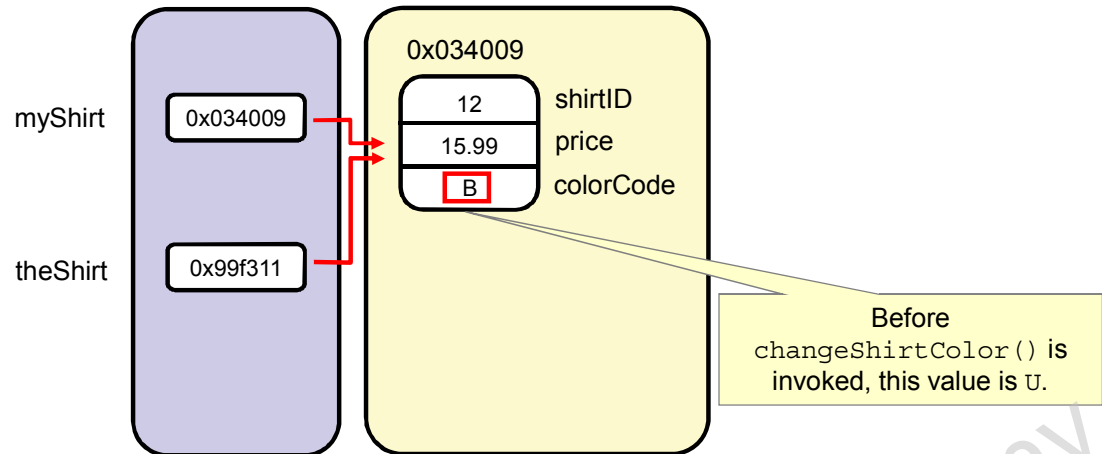 0x034009
myShirt
0x034009
12
shirtID
15.99
price
B
colorCode
theShirt
0x99f311
Before
changeShirtColor() is
invoked, this value is U.